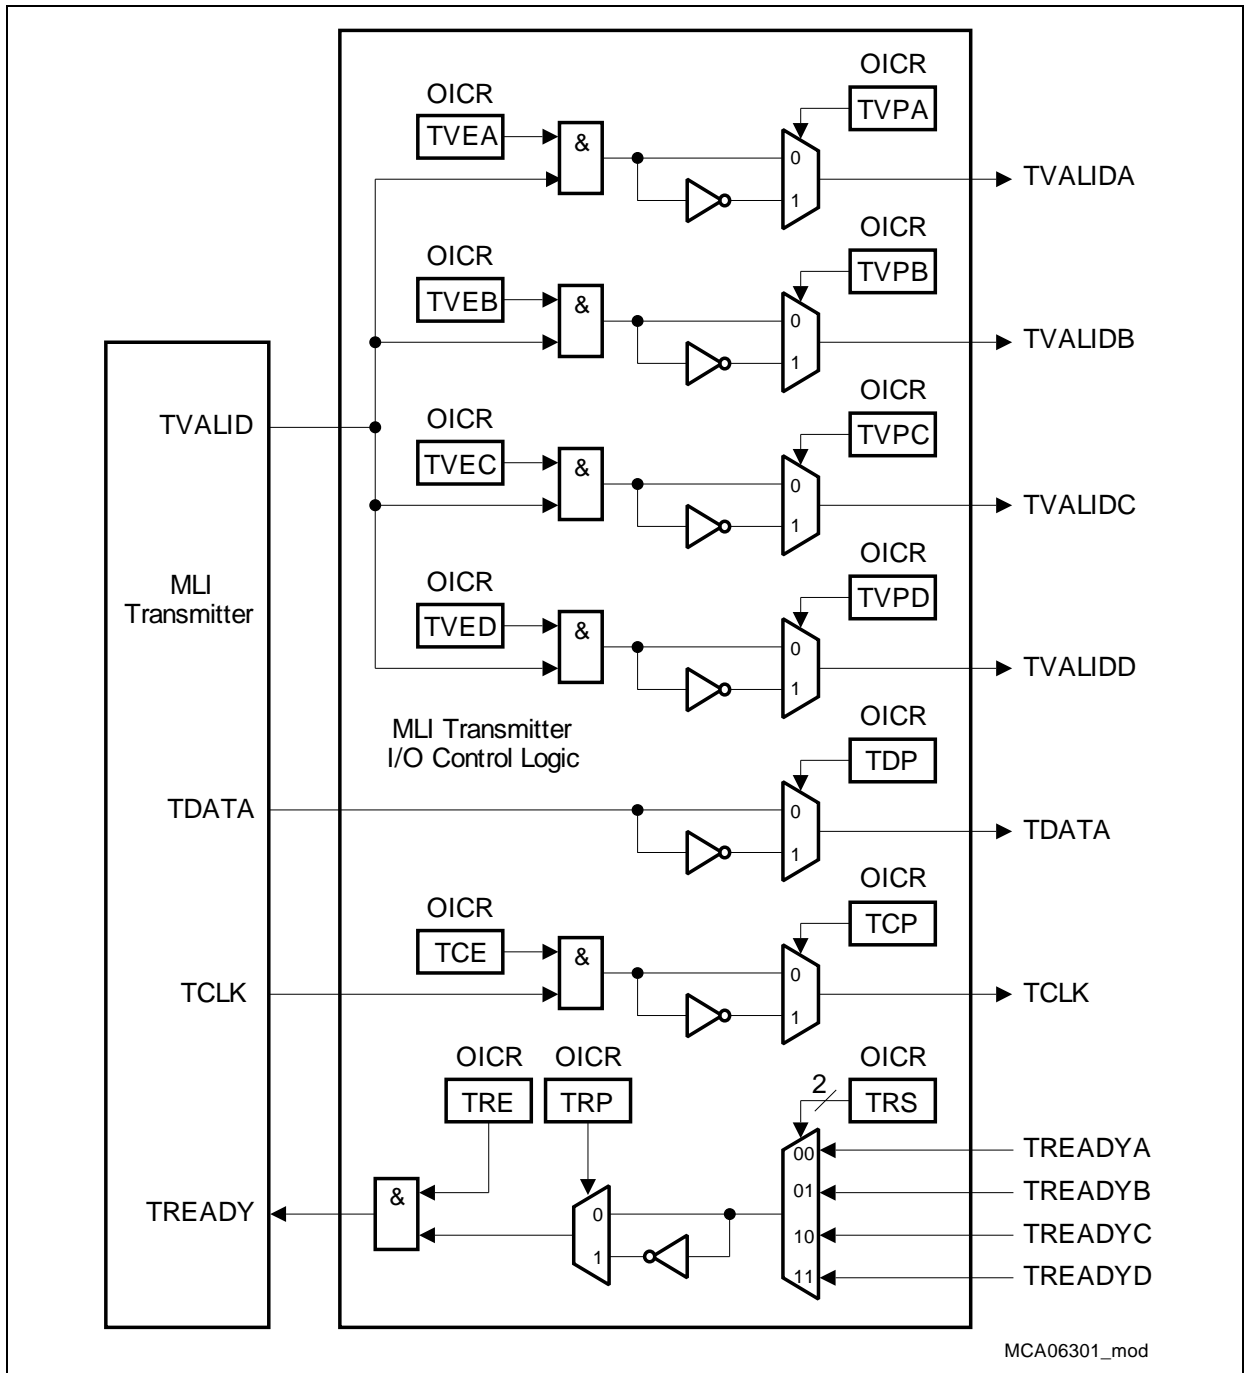 OICR
TVPA
OICR
TVEA
&
0
1
TVALIDA
OICR
TVPB
OICR
TVEB
&
0
1
TVALIDB
OICR
TVPC
TVALID
OICR
TVEC
&
0
1
TVALIDC
OICR
TVPD
MLI
Transmitter
OICR
TVED
&
0
1
TVALIDD
MLI Transmitter
I/O Control Logic
OICR
TDP
TDATA
0
1
TDATA
OICR
TCP
OICR
TCE
&
0
1
TCLK
TCLK
OICR
TRE
OICR
TRP
2
OICR
TRS
00
TREADYA
01
TREADYB
10
TREADYC
11
TREADYD
TREADY
&
0
1
MCA06301_mod